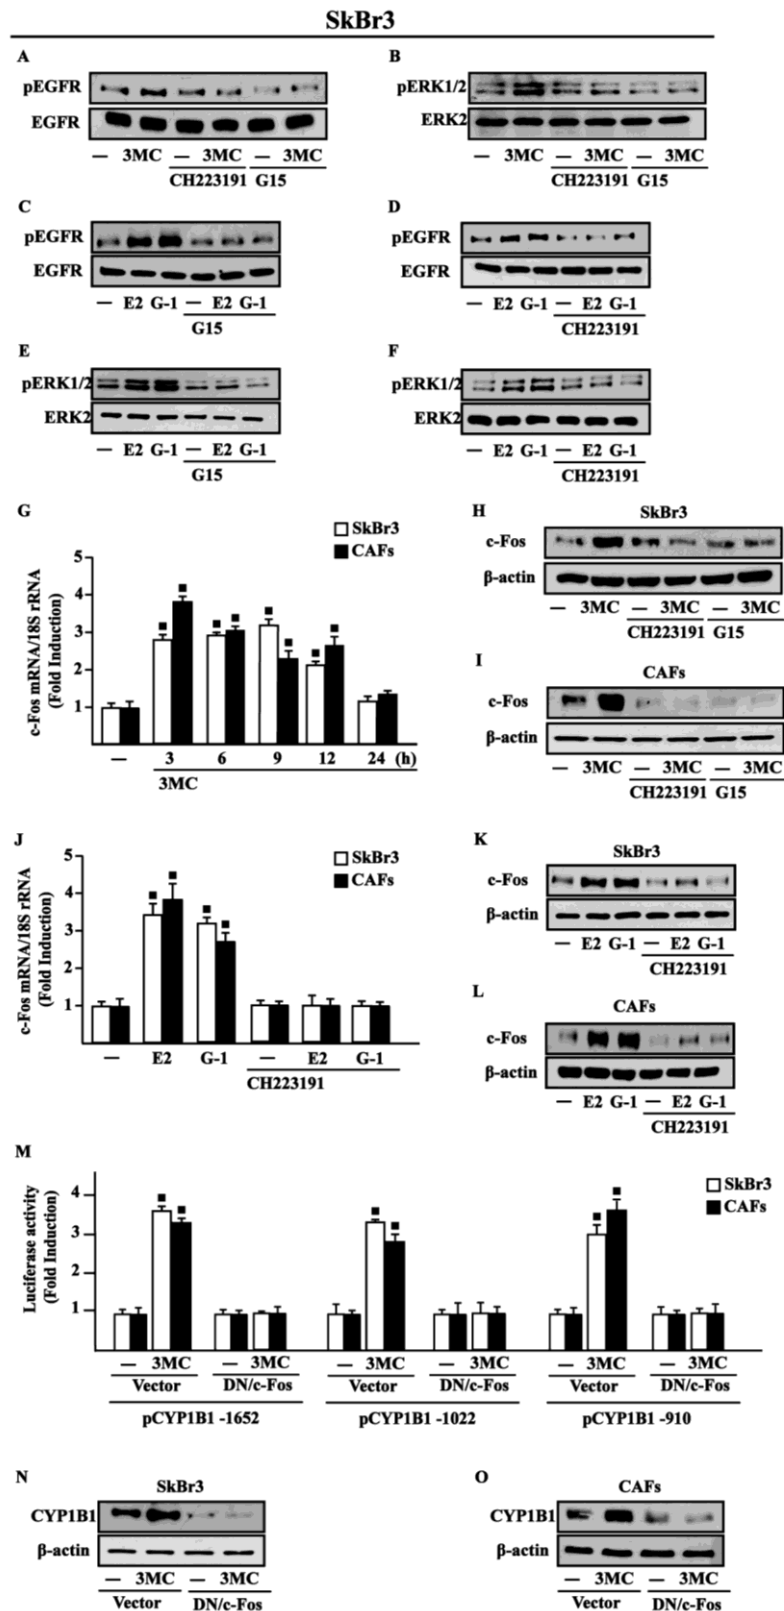 SkBr3
A B
pEGFR pERK1/2
EGFR ERK2
— 3MC — 3MC — 3MC — 3MC — 3MC — 3MC
CH223191 G15 CH223191 G15
C D
pEGFR pEGFR
EGFR EGFR
— E2 G-1 — E2 G-1 — E2 G-1 — E2 G-1
G15 CH223191
E F
pERK1/2 pERK1/2
ERK2 ERK2
— E2 G-1 — E2 G-1 — E2 G-1 — E2 G-1
G15 CH223191
G
c-Fos mRNA/18S rRNA
(Fold Induction)
SkBr3
CAFs
5
4
3
2
1
— 3 6 9 12 24 (h)
3MC
H SkBr3
c-Fos
β-actin
— 3MC — 3MC — 3MC
CH223191 G15
I CAFs
c-Fos
β-actin
— 3MC — 3MC — 3MC
CH223191 G15
J
c-Fos mRNA/18S rRNA
(Fold Induction)
SkBr3
CAFs
5
4
3
2
1
— E2 G-1 — E2 G-1
CH223191
K SkBr3
c-Fos
β-actin
— E2 G-1 — E2 G-1
CH223191
L CAFs
c-Fos
β-actin
— E2 G-1 — E2 G-1
CH223191
M
Luciferase activity
(Fold Induction)
SkBr3
CAFs
4
3
2
1
— 3MC — 3MC — 3MC — 3MC — 3MC — 3MC
Vector DN/c-Fos Vector DN/c-Fos Vector DN/c-Fos
pCYP1B1 -1652 pCYP1B1 -1022 pCYP1B1 -910
N SkBr3
CYP1B1
β-actin
— 3MC — 3MC
Vector DN/c-Fos
O CAFs
CYP1B1
β-actin
— 3MC — 3MC
Vector DN/c-Fos